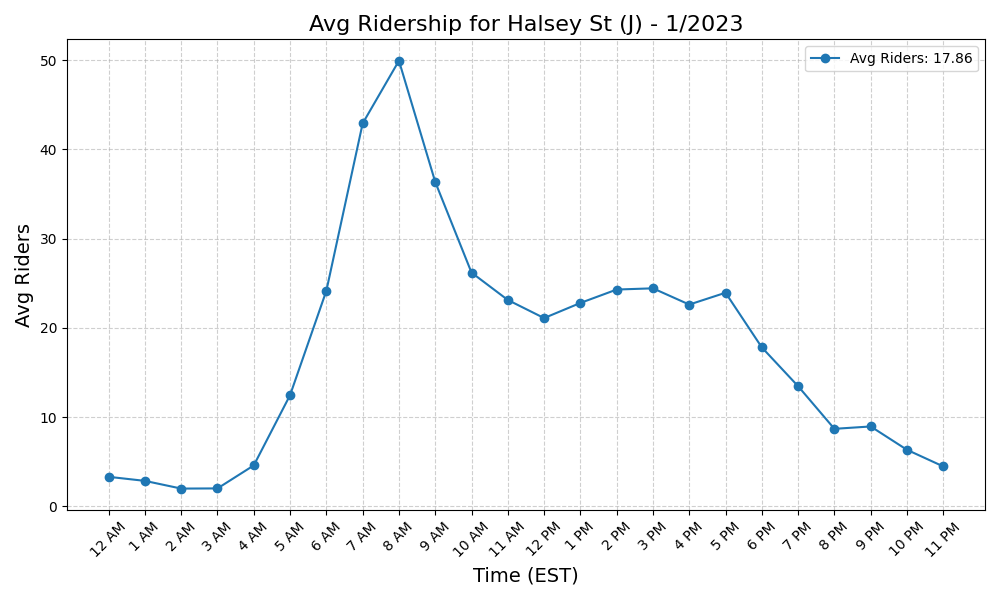 Avg Ridership for Halsey St (J) - 1/2023
Avg Riders: 17.86
Avg Riders
50
40
30
20
10
0
12 AM
1 AM
2 AM
3 AM
4 AM
5 AM
6 AM
7 AM
8 AM
9 AM
10 AM
11 AM
12 PM
1 PM
2 PM
3 PM
4 PM
5 PM
6 PM
7 PM
8 PM
9 PM
10 PM
11 PM
Time (EST)